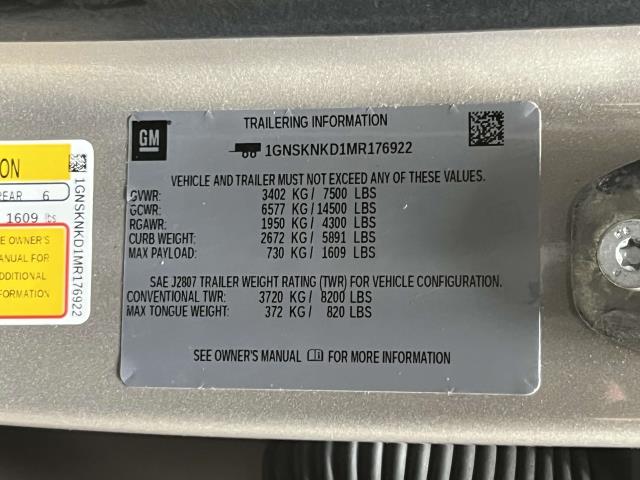 GM
TRAILERING INFORMATION
1GNSKNKD1MR176922
VEHICLE AND TRAILER MUST NOT EXCEED ANY OF THESE VALUES.
GVWR: 3402 KG / 7500 LBS
GCWR: 6577 KG / 14500 LBS
RGAWR: 1950 KG / 4300 LBS
CURB WEIGHT: 2672 KG / 5891 LBS
MAX PAYLOAD: 730 KG / 1609 LBS
SAE J2807 TRAILER WEIGHT RATING (TWR) FOR VEHICLE CONFIGURATION.
CONVENTIONAL TWR: 3720 KG / 8200 LBS
MAX TONGUE WEIGHT: 372 KG / 820 LBS
SEE OWNER'S MANUAL FOR MORE INFORMATION
ON
REAR 6
1609 lbs
OWNER'S
MANUAL FOR
ADDITIONAL
INFORMATION
1GNSKNKD1MR176922